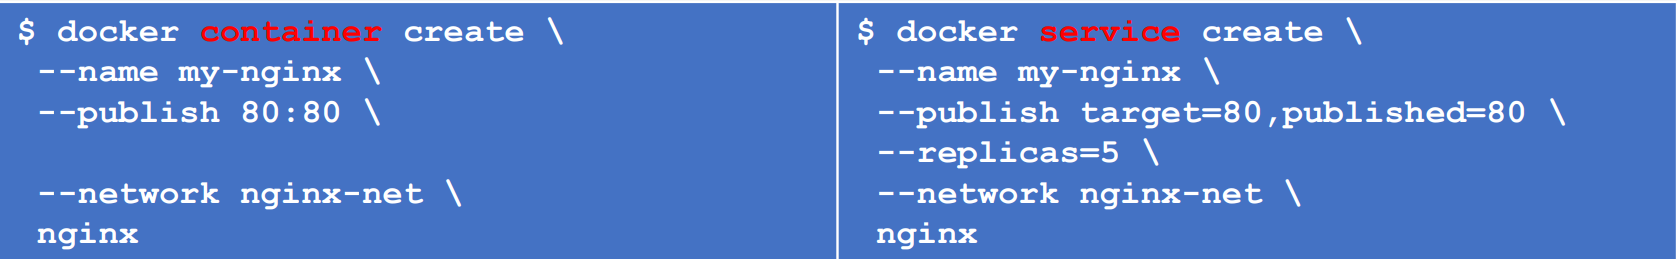 $ docker container create \
--name my-nginx \
--publish 80:80 \
--network nginx-net \
nginx
$ docker service create \
--name my-nginx \
--publish target=80,published=80 \
--replicas=5 \
--network nginx-net \
nginx